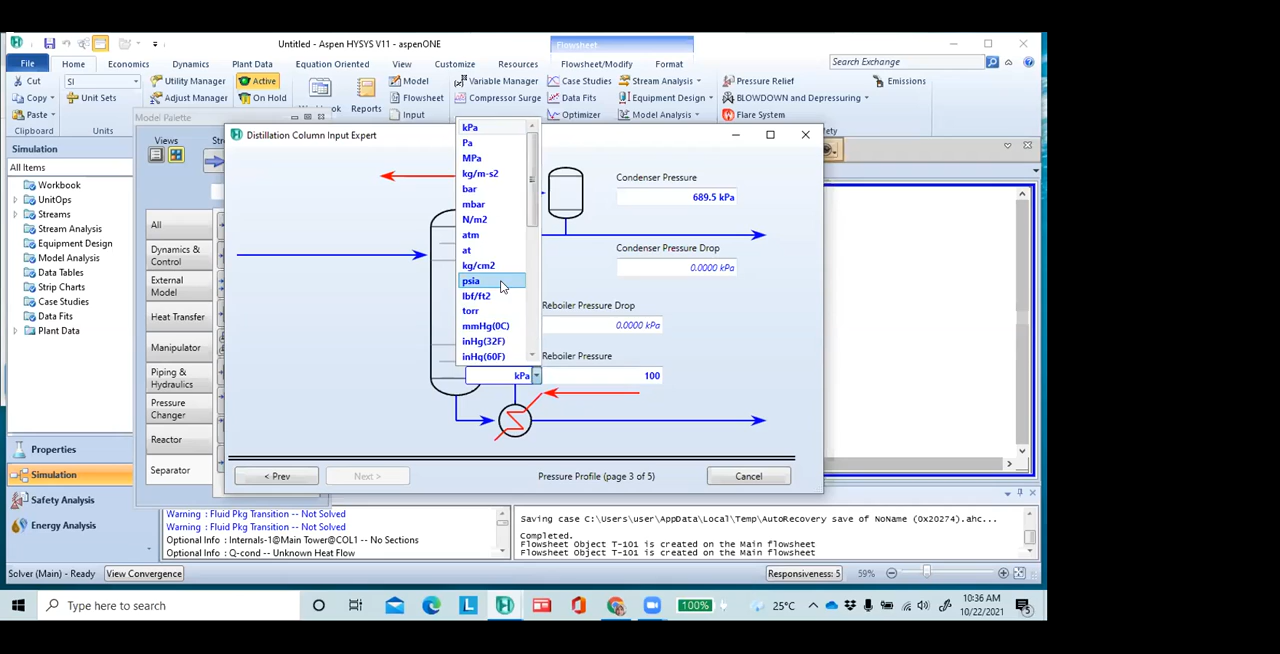 Untitled - Aspen HYSYS V11 - aspenONE
Flowsheet
File
Home
Economics
Dynamics
Plant Data
Equation Oriented
View
Customize
Resources
Flowsheet/Modify
Format
Search Exchange
Cut
SI
Utility Manager
Active
Model
Variable Manager
Case Studies
Stream Analysis
Pressure Relief
Emissions
Copy
Unit Sets
Adjust Manager
On Hold
Flowsheet
Compressor Surge
Data Fits
Equipment Design
BLOWDOWN and Depressuring
Paste
Reports
Input
Optimizer
Model Analysis
Flare System
Clipboard
Units
Simulation
Model Palette
All Items
Views
Workbook
UnitOps
Streams
Stream Analysis
Equipment Design
Model Analysis
Data Tables
Strip Charts
Case Studies
Data Fits
Plant Data
Properties
Simulation
Safety Analysis
Energy Analysis
All
Dynamics & Control
External Model
Heat Transfer
Manipulator
Piping & Hydraulics
Pressure Changer
Reactor
Separator
Distillation Column Input Expert
kPa
Pa
MPa
kg/m-s2
bar
mbar
N/m2
atm
at
kg/cm2
psia
lbf/ft2
torr
mmHg(0C)
inHg(32F)
inHg(60F)
Condenser Pressure
689.5 kPa
Condenser Pressure Drop
0.0000 kPa
Reboiler Pressure Drop
0.0000 kPa
Reboiler Pressure
kPa
100
< Prev
Next >
Pressure Profile (page 3 of 5)
Cancel
Warning : Fluid Pkg Transition -- Not Solved
Warning : Fluid Pkg Transition -- Not Solved
Optional Info : Internals-1@Main Tower@COL1 -- No Sections
Optional Info : Q-cond -- Unknown Heat Flow
Saving case C:\Users\user\AppData\Local\Temp\AutoRecovery save of NoName (0x20274).ahc...
Completed.
Flowsheet Object T-101 is created on the Main flowsheet
Flowsheet Object T-101 is created on the Main flowsheet
Solver (Main) - Ready
View Convergence
Responsiveness: 5
59%
Type here to search
100%
25°C
10:36 AM
10/22/2021
5